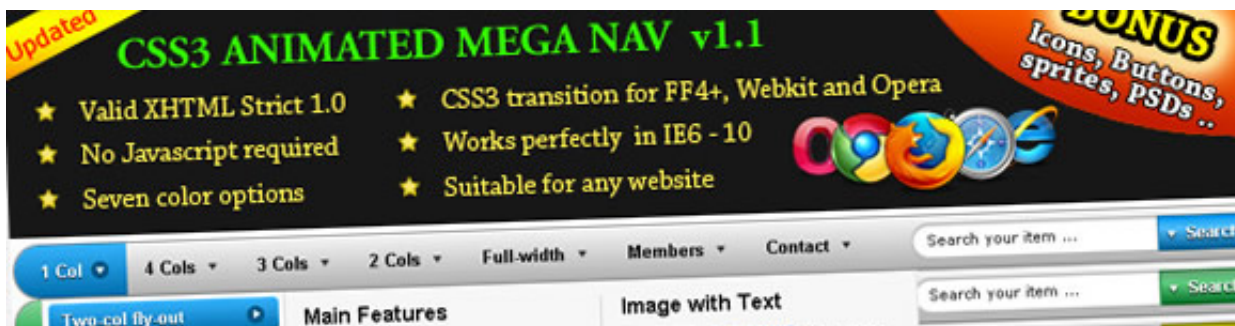 Updated
CSS3 ANIMATED MEGA NAV v1.1
BONUS
Icons, Buttons,
sprites, PSDs ..
Valid XHTML Strict 1.0
No Javascript required
Seven color options
CSS3 transition for FF4+, Webkit and Opera
Works perfectly in IE6 - 10
Suitable for any website
1 Col 4 Cols 3 Cols 2 Cols Full-width Members Contact Search your item ... Search
Two-col fly-out Main Features Image with Text Search your item ... Search